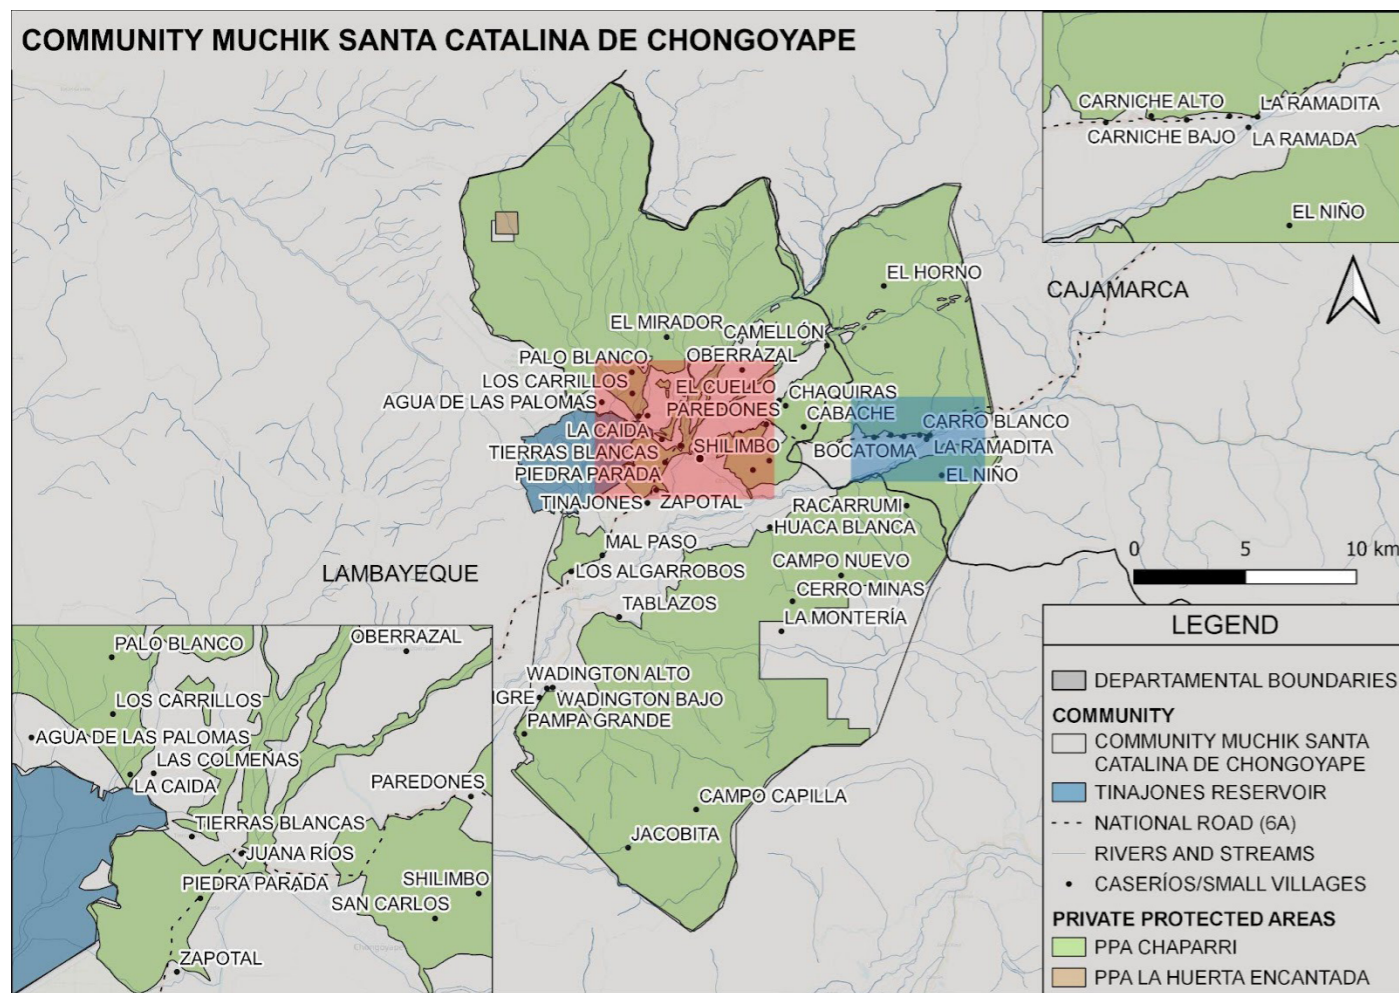 COMMUNITY MUCHIK SANTA CATALINA DE CHONGOYAPE
CARNICHE ALTO
LA RAMADITA
CARNICHE BAJO
LA RAMADA
EL NIÑO
EL HORNO
CAJAMARCA
EL MIRADOR
CAMELLÓN
PALO BLANCO
OBERRAZAL
LOS CARRILLOS
EL CUELLO
CHAQUIRAS
AGUA DE LAS PALOMAS
PAREDONES
CABACHE
LA CAIDA
CARRO BLANCO
TIERRAS BLANCAS
SHILIMBO
BOCATOMA
LA RAMADITA
PIEDRA PARADA
EL NIÑO
TINAJONES
ZAPOTAL
RACARRUMI
HUACA BLANCA
MAL PASO
LAMBAYEQUE
LOS ALGARROBOS
CAMPO NUEVO
CERRO MINAS
TABLAZOS
LA MONTERÍA
0 5 10 km
WADINGTON ALTO
IGRE
WADINGTON BAJO
PAMPA GRANDE
CAMPO CAPILLA
JACOBITA
PALO BLANCO
OBERRAZAL
LOS CARRILLOS
AGUA DE LAS PALOMAS
LAS COLMEÑAS
LA CAIDA
PAREDONES
TIERRAS BLANCAS
JUANA RÍOS
PIEDRA PARADA
SHILIMBO
SAN CARLOS
Chongoyape
ZAPOTAL
LEGEND
DEPARTAMENTAL BOUNDARIES
COMMUNITY
COMMUNITY MUCHIK SANTA
CATALINA DE CHONGOYAPE
TINAJONES RESERVOIR
NATIONAL ROAD (6A)
RIVERS AND STREAMS
CASERÍOS/SMALL VILLAGES
PRIVATE PROTECTED AREAS
PPA CHAPARRI
PPA LA HUERTA ENCANTADA